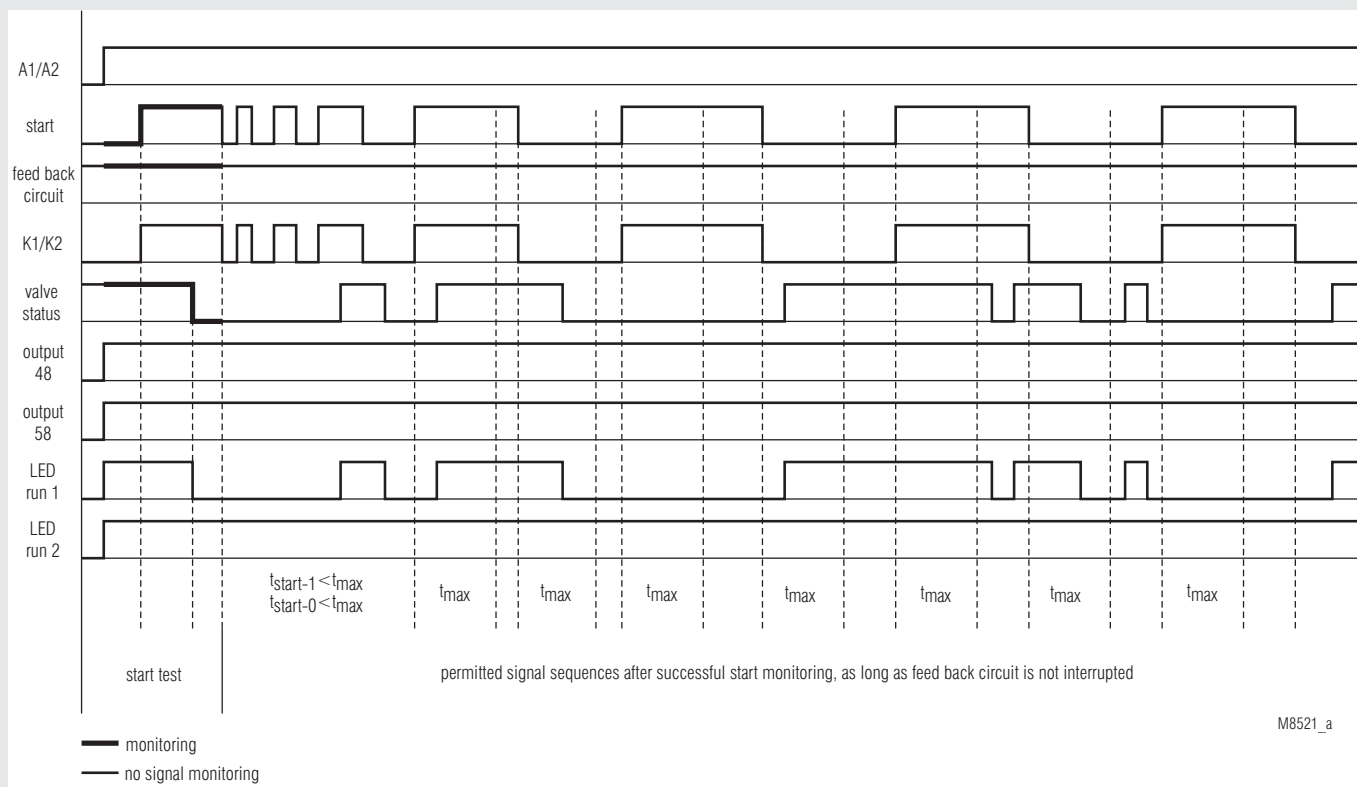 A1/A2
start
feed back
circuit
K1/K2
valve
status
output
48
output
58
LED
run 1
LED
run 2
tstart-1<tmax
tstart-0<tmax
tmax
tmax
tmax
tmax
tmax
tmax
tmax
start test
permitted signal sequences after successful start monitoring, as long as feed back circuit is not interrupted
M8521_a
monitoring
no signal monitoring